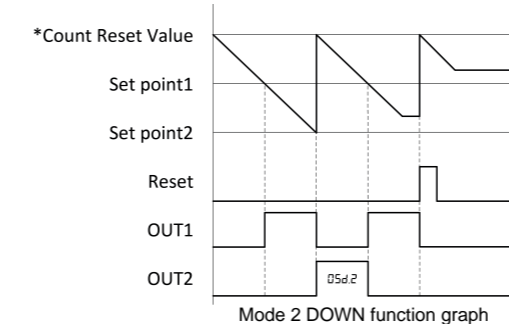 *Count Reset Value
Set point1
Set point2
Reset
OUT1
OUT2
OSd.2
Mode 2 DOWN function graph